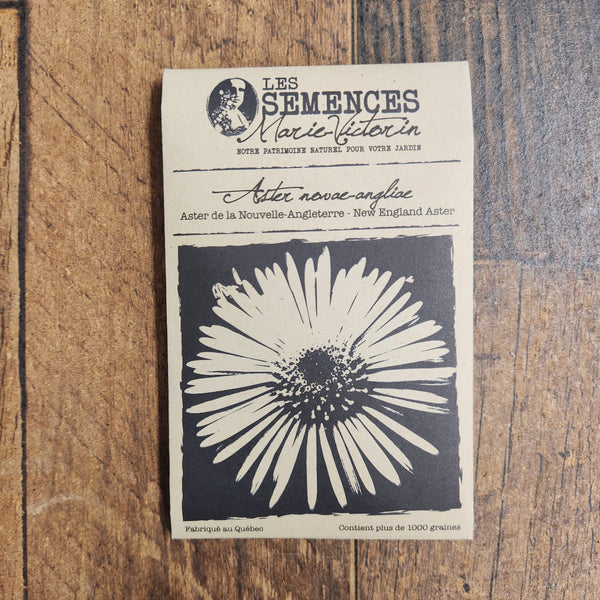 LES
SEMENCES
Marie-Victorin
NOTRE PATRIMOINE NATUREL POUR VOTRE JARDIN
Aster novae-angliae
Aster de la Nouvelle-Angleterre - New England Aster
Fabriqué au Québec
Contient plus de 1000 graines